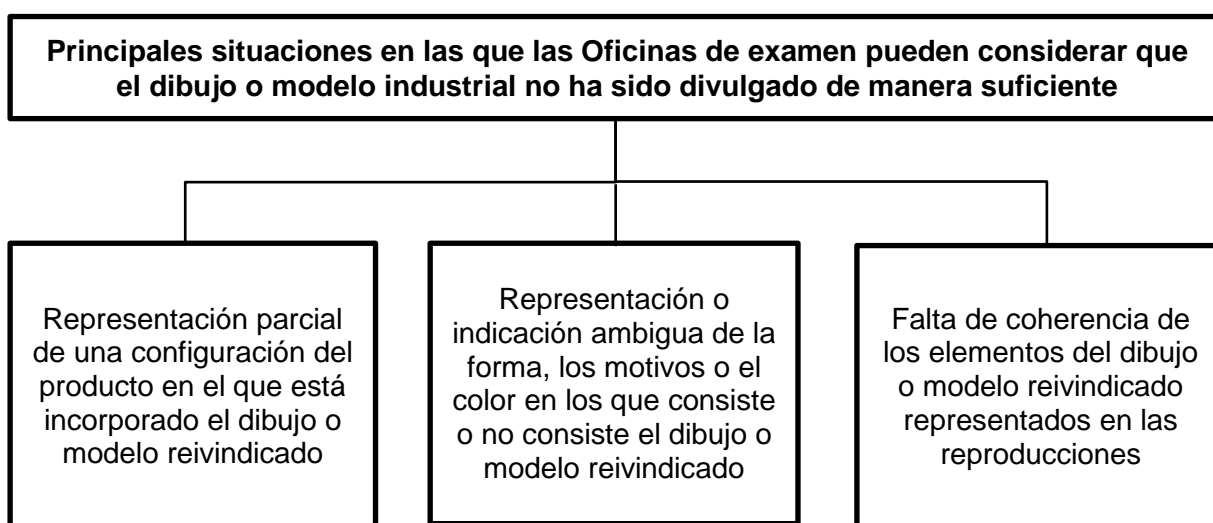 Principales situaciones en las que las Oficinas de examen pueden considerar que
el dibujo o modelo industrial no ha sido divulgado de manera suficiente
Representación parcial
de una configuración del
producto en el que está
incorporado el dibujo o
modelo reivindicado
Representación o
indicación ambigua de la
forma, los motivos o el
color en los que consiste
o no consiste el dibujo o
modelo reivindicado
Falta de coherencia de
los elementos del dibujo
o modelo reivindicado
representados en las
reproducciones